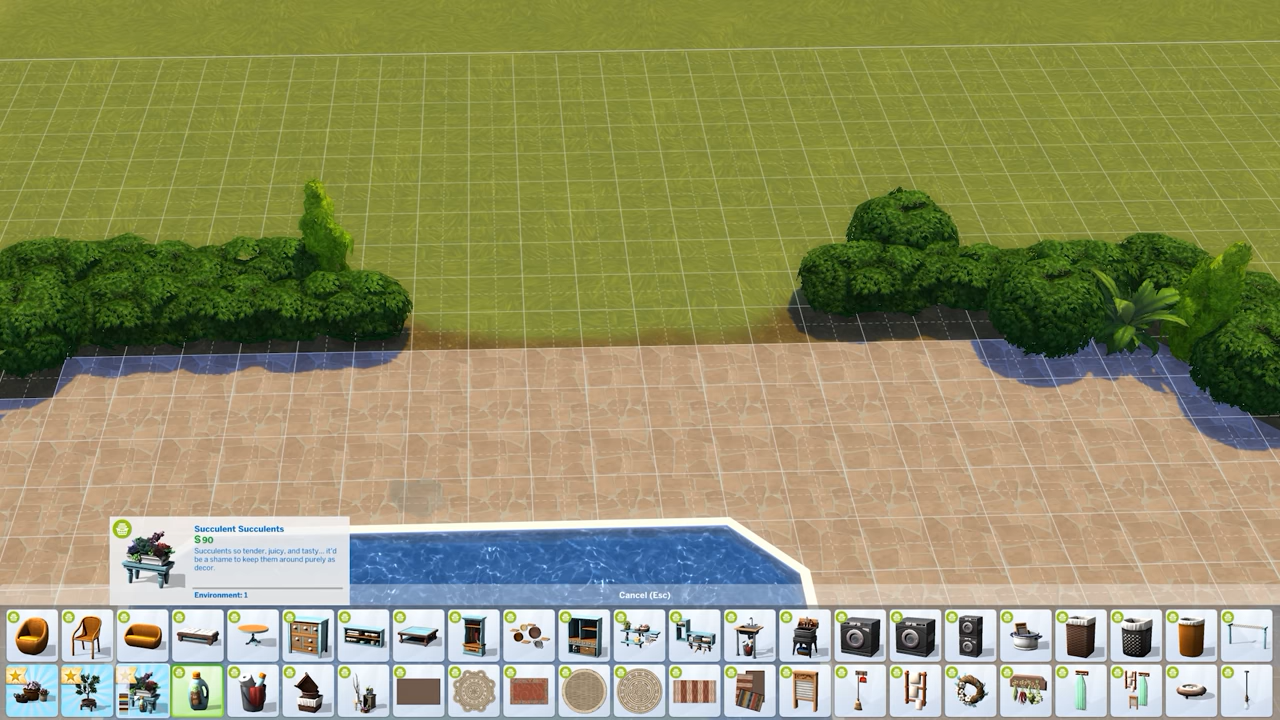 Succulent Succulents
§90
Succulents so tender, juicy, and tasty... it'd
be a shame to keep them around purely as
decor.
Environment: 1
Cancel (Esc)